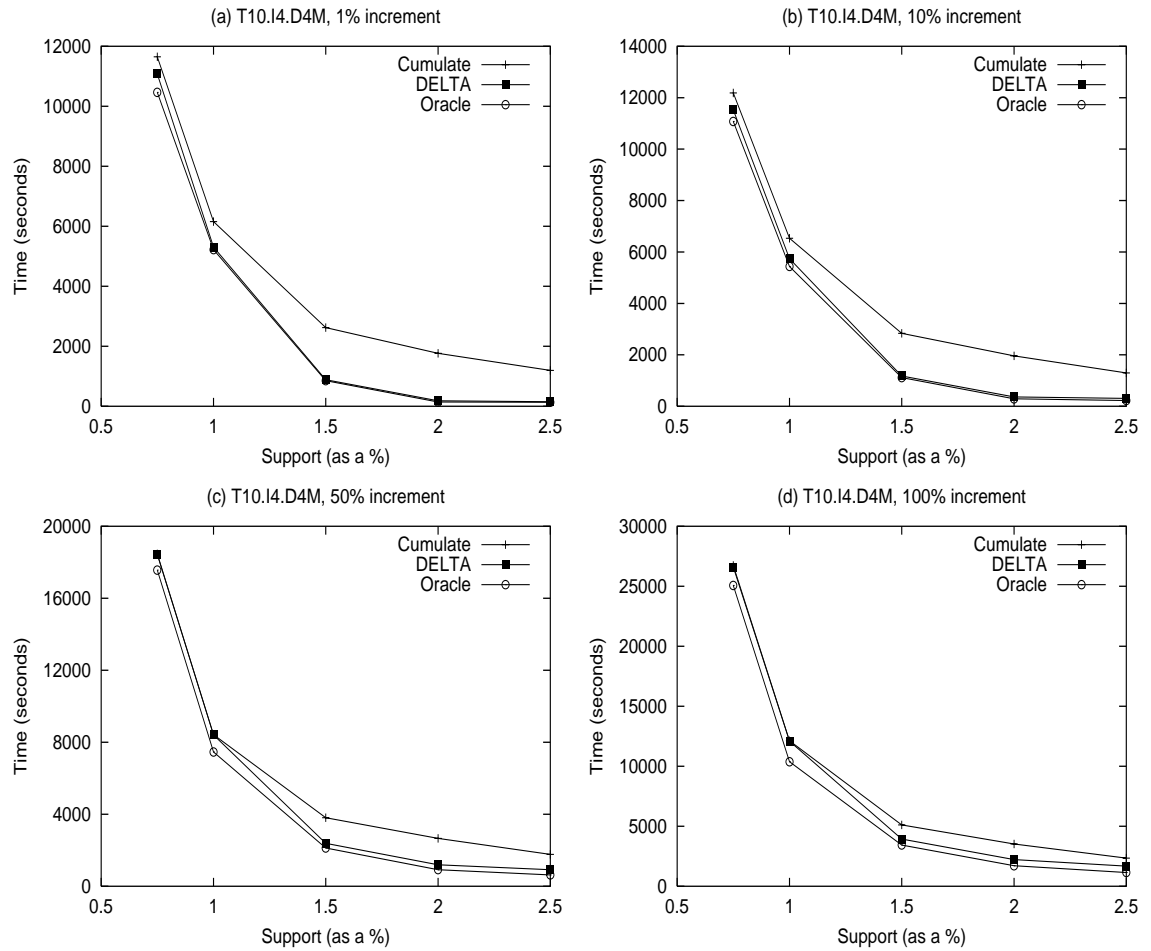 (a) T10.I4.D4M, 1% increment
12000
10000
8000
6000
4000
2000
0
Time (seconds)
Cumulate
DELTA
Oracle
0.5
1
1.5
2
2.5
Support (as a %)
(b) T10.I4.D4M, 10% increment
14000
12000
10000
8000
6000
4000
2000
0
Time (seconds)
Cumulate
DELTA
Oracle
0.5
1
1.5
2
2.5
Support (as a %)
(c) T10.I4.D4M, 50% increment
20000
16000
12000
8000
4000
0
Time (seconds)
Cumulate
DELTA
Oracle
0.5
1
1.5
2
2.5
Support (as a %)
(d) T10.I4.D4M, 100% increment
30000
25000
20000
15000
10000
5000
0
Time (seconds)
Cumulate
DELTA
Oracle
0.5
1
1.5
2
2.5
Support (as a %)